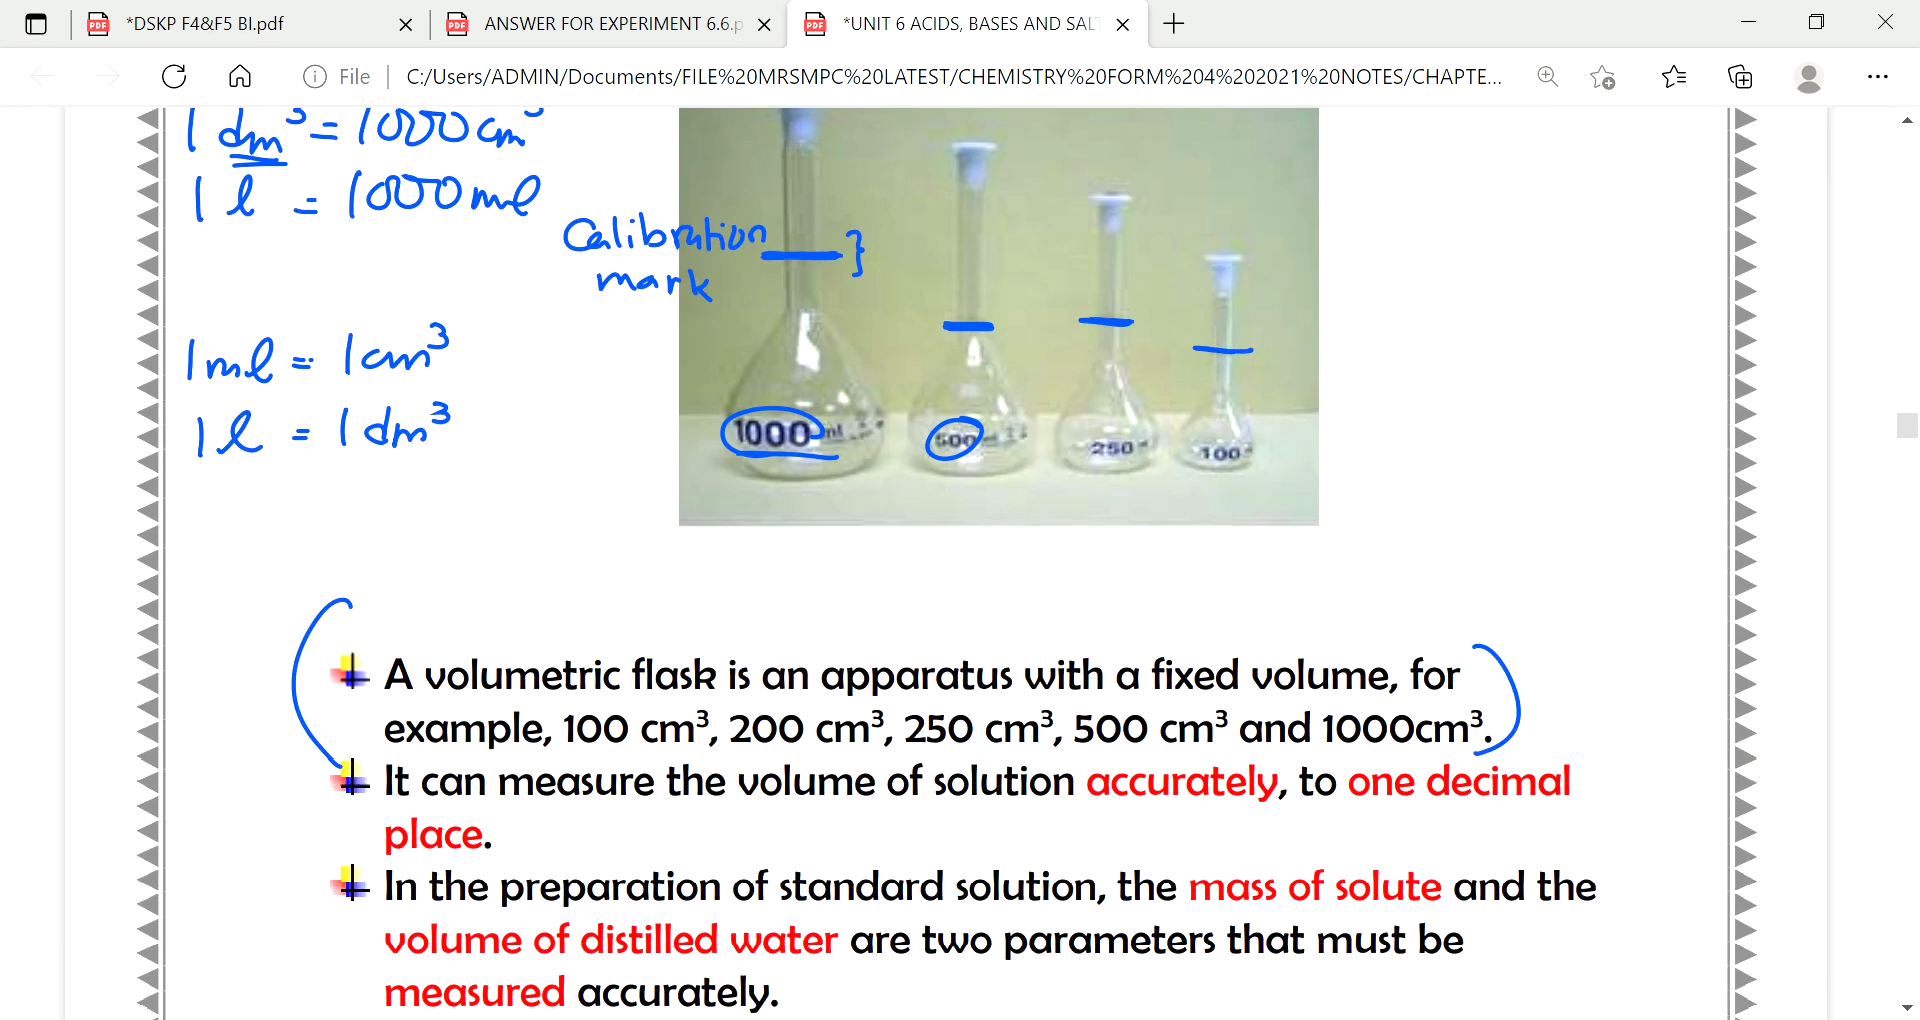 *DSKP F4&F5 BI.pdf
ANSWER FOR EXPERIMENT 6.6.p
*UNIT 6 ACIDS, BASES AND SAL
File
C:/Users/ADMIN/Documents/FILE%20MRSMPC%20LATEST/CHEMISTRY%20FORM%204%202021%20NOTES/CHAPTE...
1 dm³ = 1000 cm³
1 l = 1000 ml
Calibration
mark
1 ml = 1 cm³
1 l = 1 dm³
1000 ml
500 ml
250
100
A volumetric flask is an apparatus with a fixed volume, for
example, 100 cm³, 200 cm³, 250 cm³, 500 cm³ and 1000cm³.
It can measure the volume of solution accurately, to one decimal
place.
In the preparation of standard solution, the mass of solute and the
volume of distilled water are two parameters that must be
measured accurately.